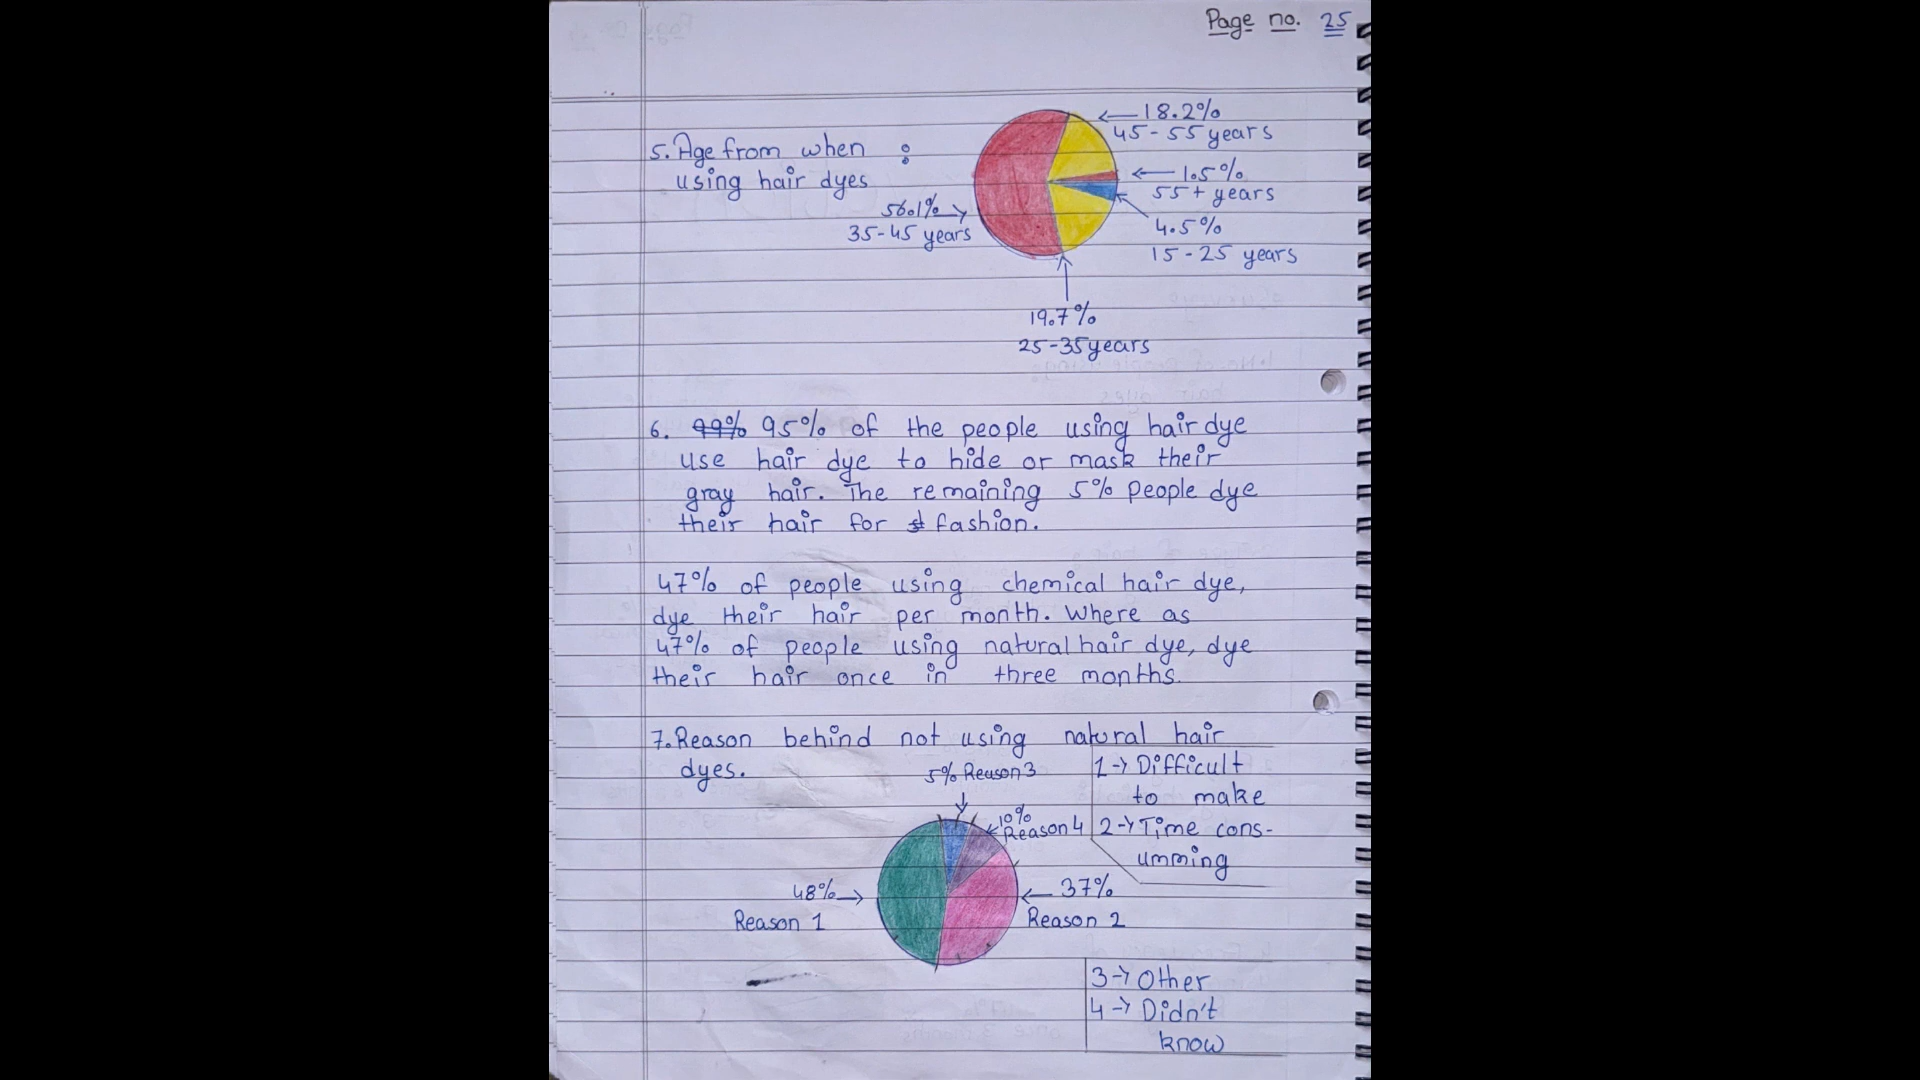 Page no. 25
18.2%
45-55 years
5. Age from when :
using hair dyes
1.5%
55+ years
56.1%
35-45 years
4.5%
15-25 years
19.7%
25-35 years
6. 99% 95% of the people using hair dye
use hair dye to hide or mask their
gray hair. The remaining 5% people dye
their hair for st fashion.
47% of people using chemical hair dye,
dye their hair per month. Where as
47% of people using natural hair dye, dye
their hair once in three months.
7. Reason behind not using natural hair
dyes.
5% Reason 3
1→ Difficult
to make
10%
Reason 4
2→ Time cons-
umming
48%
Reason 1
37%
Reason 2
3→ Other
4→ Didn't
know